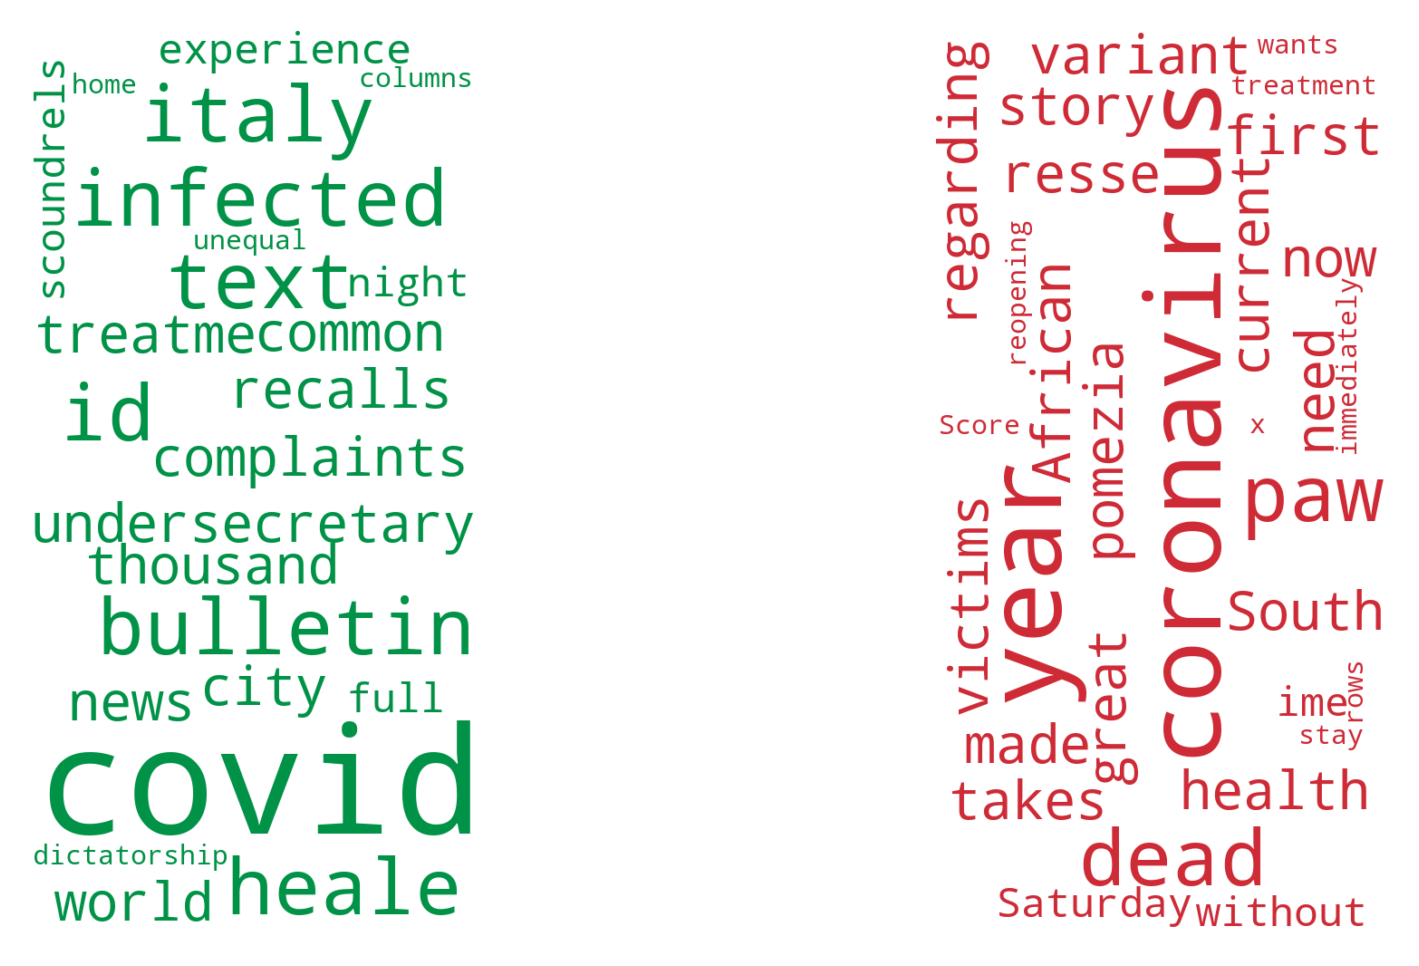 experience
home
columns
scoundrels
italy
infected
unequal
text
night
treatme
common
recalls
id
complaints
undersecretary
thousand
bulletin
news
city
full
covid
dictatorship
world
heale
regarding
variant
wants
story
treatment
first
resse
coronavirus
current
now
reopening
African
immediately
need
pomezia
Score
x
year
paw
victims
South
great
ime
rows
stay
made
takes
health
dead
Saturday
without